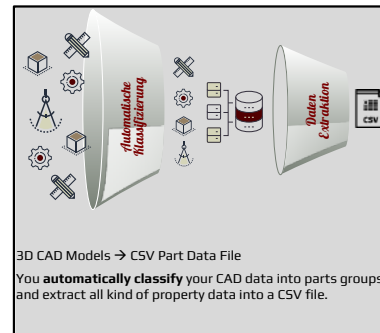 Automatische
Klassifizierung
Daten
Extraktion
CSV
3D CAD Models → CSV Part Data File
You automatically classify your CAD data into parts groups
and extract all kind of property data into a CSV file.